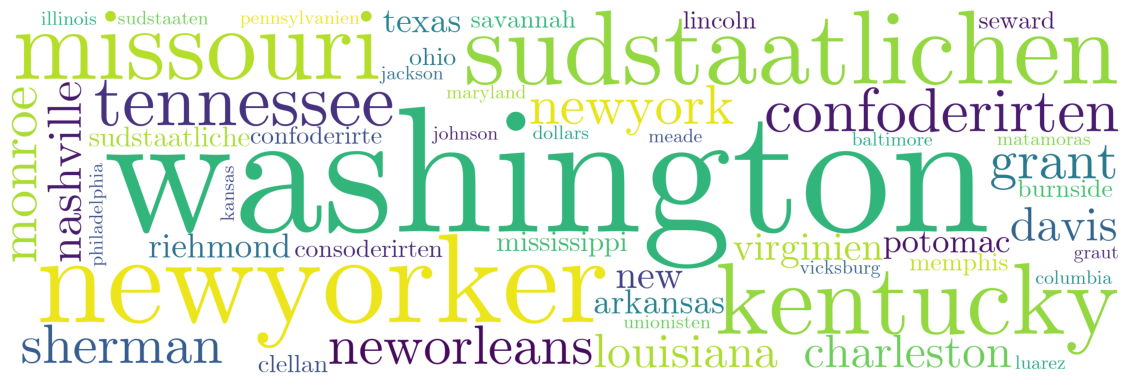 illinois sudstaaten pennsylvanien texas savannah lincoln seward
missouri ohio sudstaatlichen
jackson
monroe nashville tennessee maryland newyork confoderirten
sudstaatliche confoderirte johnson dollars meade baltimore matamoras
philadelphia kansas washington grant
burnside
davis
riehmond consoderirten mississippi virginien potomac
graut
newyorker new vicksburg memphis columbia
arkansas kentucky
unionisten
sherman clellan neworleans louisiana charleston luarez